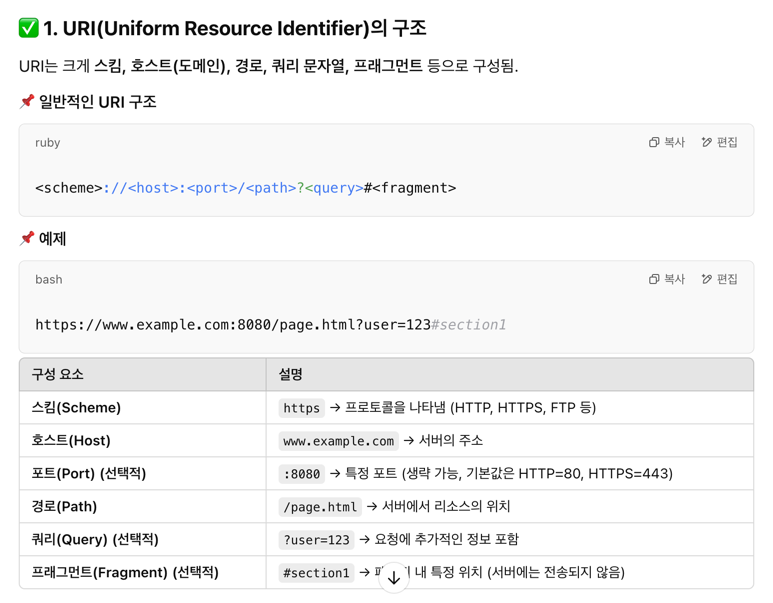 ✅ 1. URI(Uniform Resource Identifier)의 구조
URI는 크게 스킴, 호스트(도메인), 경로, 쿼리 문자열, 프래그먼트 등으로 구성됨.
📌 일반적인 URI 구조
ruby 복사 편집
<scheme>://<host>:<port>/<path>?<query>#<fragment>
📌 예제
bash 복사 편집
https://www.example.com:8080/page.html?user=123#section1
구성 요소 설명
스킴(Scheme) https → 프로토콜을 나타냄 (HTTP, HTTPS, FTP 등)
호스트(Host) www.example.com → 서버의 주소
포트(Port) (선택적) :8080 → 특정 포트 (생략 가능, 기본값은 HTTP=80, HTTPS=443)
경로(Path) /page.html → 서버에서 리소스의 위치
쿼리(Query) (선택적) ?user=123 → 요청에 추가적인 정보 포함
프래그먼트(Fragment) (선택적) #section1 → 내 특정 위치 (서버에는 전송되지 않음)